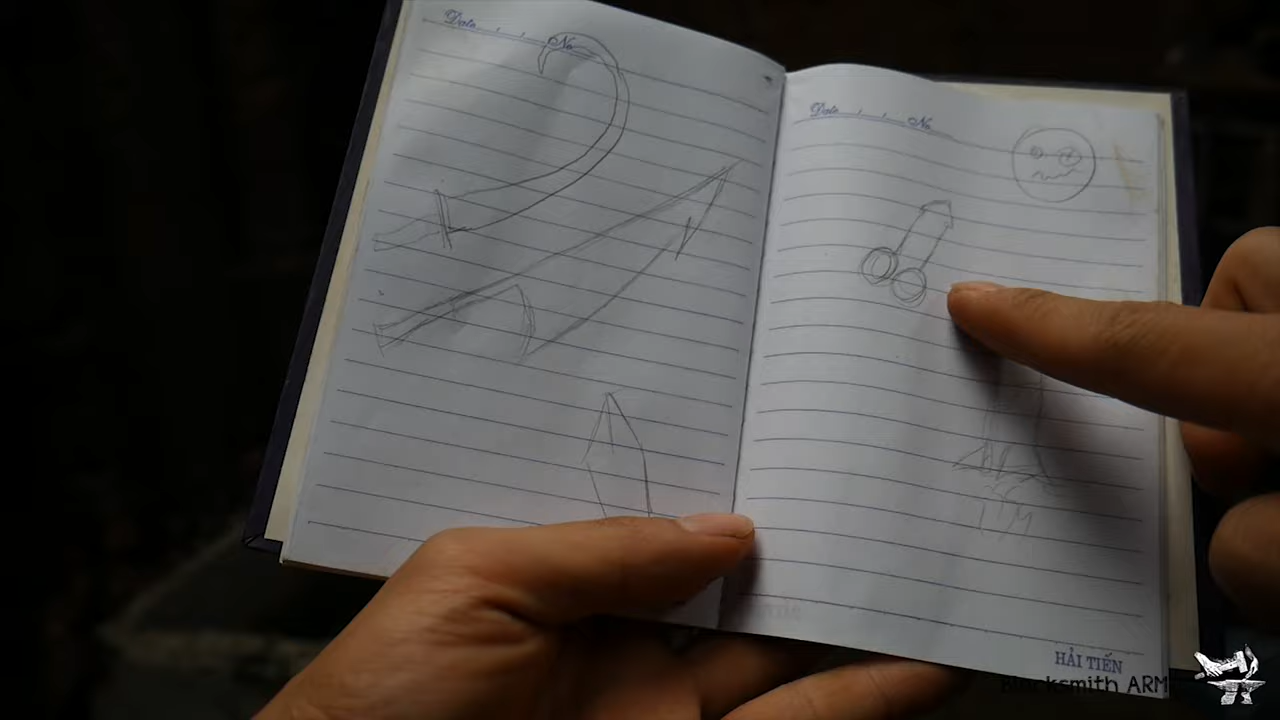 Date / / No
Date / / No
HẢI TIẾN
Blacksmith ARM